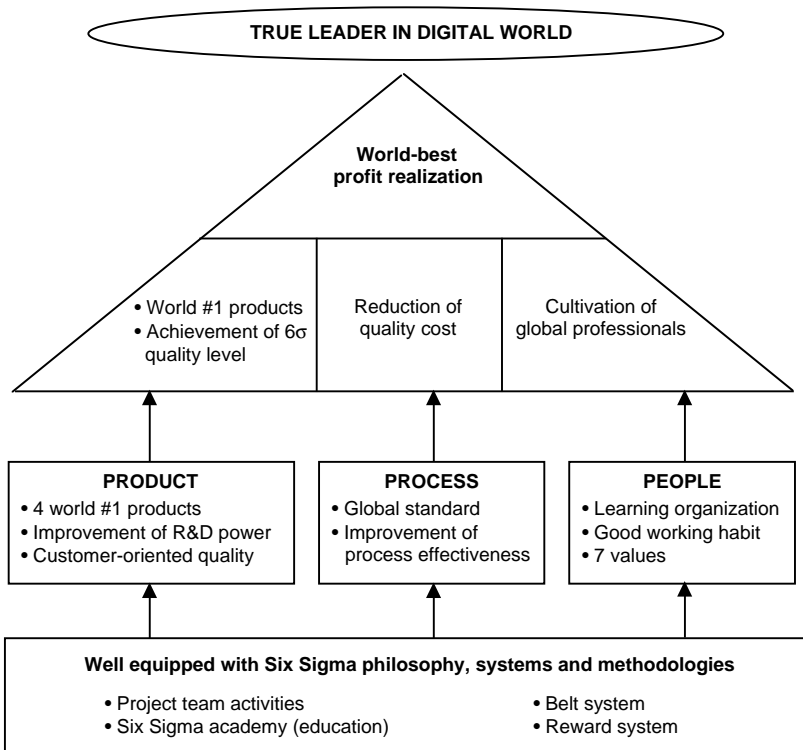 TRUE LEADER IN DIGITAL WORLD
World-best
profit realization
• World #1 products
• Achievement of 6σ
quality level
Reduction of
quality cost
Cultivation of
global professionals
PRODUCT
• 4 world #1 products
• Improvement of R&D power
• Customer-oriented quality
PROCESS
• Global standard
• Improvement of
process effectiveness
PEOPLE
• Learning organization
• Good working habit
• 7 values
Well equipped with Six Sigma philosophy, systems and methodologies
• Project team activities
• Six Sigma academy (education)
• Belt system
• Reward system